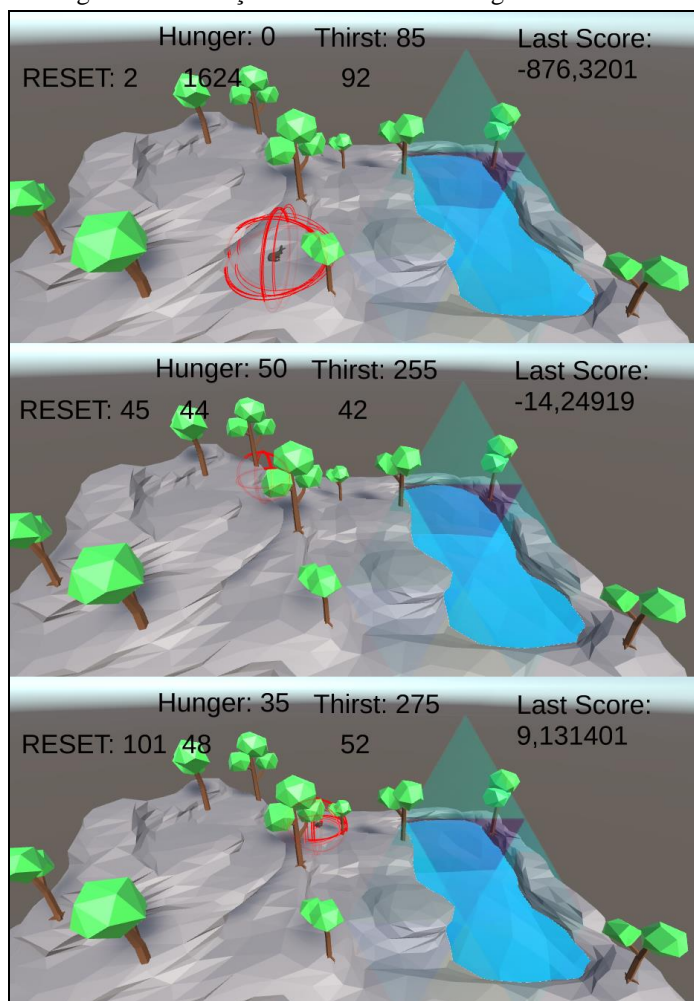 Hunger: 0 Thirst: 85 Last Score:
RESET: 2 1624 92 -876,3201
Hunger: 50 Thirst: 255 Last Score:
RESET: 45 44 42 -14,24919
Hunger: 35 Thirst: 275 Last Score:
RESET: 101 48 52 9,131401